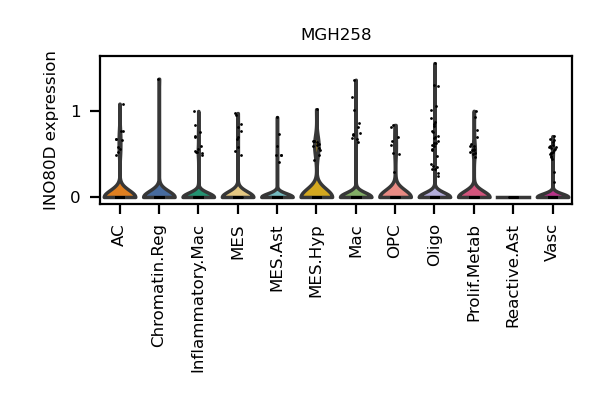 MGH258
INO80D expression
1
0
AC
Chromatin.Reg
Inflammatory.Mac
MES
MES.Ast
MES.Hyp
Mac
OPC
Oligo
Prolif.Metab
Reactive.Ast
Vasc